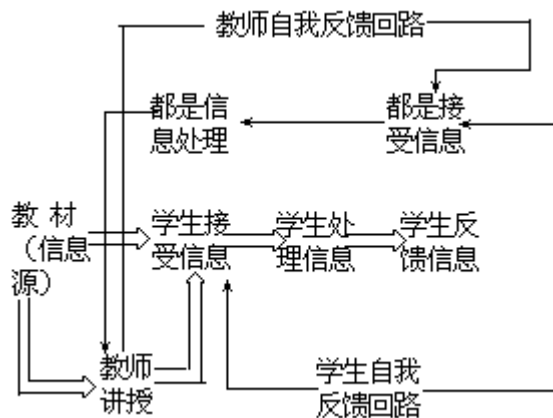 教师自我反馈回路
都是信
息处理
都是接
受信息
教 材
（信息
源）
学生接
受信息
学生处
理信息
学生反
馈信息
教师
讲授
学生自我
反馈回路